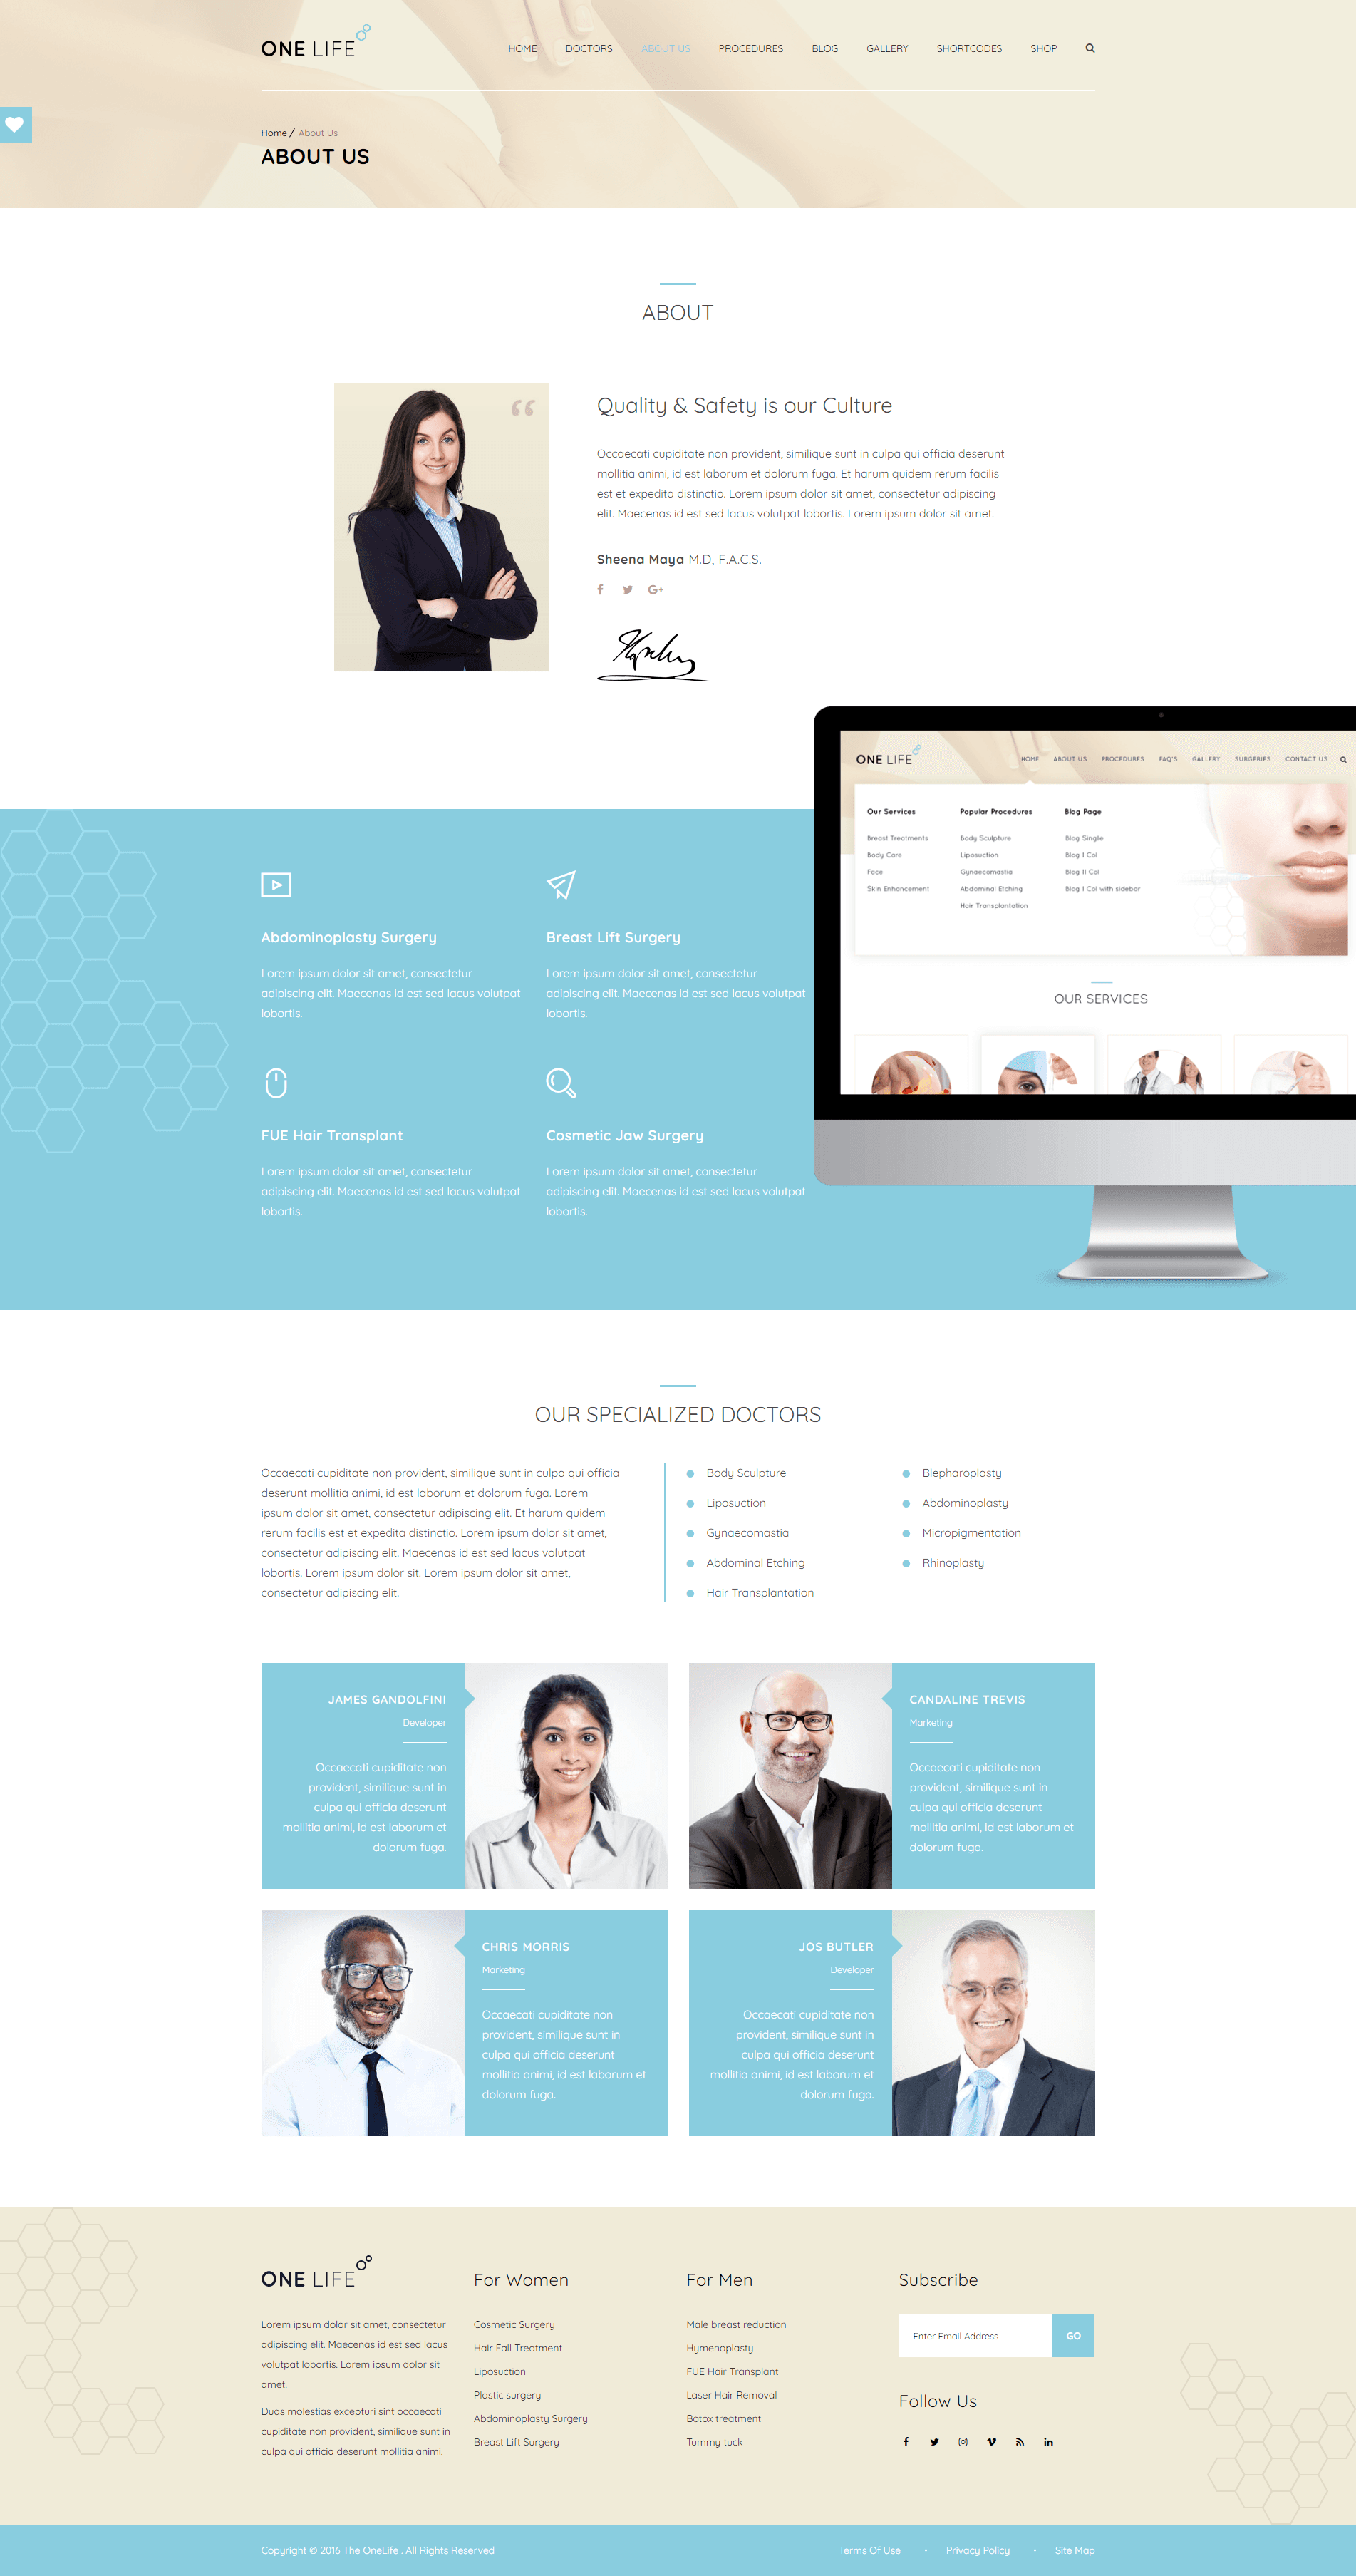 ONE LIFE
HOME DOCTORS ABOUT US PROCEDURES BLOG GALLERY SHORTCODES SHOP
Home / About Us
ABOUT US
ABOUT
“
Quality & Safety is our Culture
Occaecati cupiditate non provident, similique sunt in culpa qui officia deserunt
mollitia animi, id est laborum et dolorum fuga. Et harum quidem rerum facilis
est et expedita distinctio. Lorem ipsum dolor sit amet, consectetur adipiscing
elit. Maecenas id est sed lacus volutpat lobortis. Lorem ipsum dolor sit amet.
Sheena Maya M.D, F.A.C.S.
Abdominoplasty Surgery
Lorem ipsum dolor sit amet, consectetur
adipiscing elit. Maecenas id est sed lacus volutpat
lobortis.
Breast Lift Surgery
Lorem ipsum dolor sit amet, consectetur
adipiscing elit. Maecenas id est sed lacus volutpat
lobortis.
FUE Hair Transplant
Lorem ipsum dolor sit amet, consectetur
adipiscing elit. Maecenas id est sed lacus volutpat
lobortis.
Cosmetic Jaw Surgery
Lorem ipsum dolor sit amet, consectetur
adipiscing elit. Maecenas id est sed lacus volutpat
lobortis.
ONE LIFE
HOME ABOUT US PROCEDURES FAQ'S GALLERY SURGERIES CONTACT US
Our Services
Breast Treatments
Body Care
Face
Skin Enhancement
Popular Procedures
Body Sculpture
Liposuction
Gynaecomastia
Abdominal Etching
Hair Transplantation
Blog Page
Blog Single
Blog I Col
Blog II Col
Blog I Col with sidebar
OUR SERVICES
OUR SPECIALIZED DOCTORS
Occaecati cupiditate non provident, similique sunt in culpa qui officia
deserunt mollitia animi, id est laborum et dolorum fuga. Lorem
ipsum dolor sit amet, consectetur adipiscing elit. Et harum quidem
rerum facilis est et expedita distinctio. Lorem ipsum dolor sit amet,
consectetur adipiscing elit. Maecenas id est sed lacus volutpat
lobortis. Lorem ipsum dolor sit. Lorem ipsum dolor sit amet,
consectetur adipiscing elit.
Body Sculpture
Liposuction
Gynaecomastia
Abdominal Etching
Hair Transplantation
Blepharoplasty
Abdominoplasty
Micropigmentation
Rhinoplasty
JAMES GANDOLFINI
Developer
Occaecati cupiditate non
provident, similique sunt in
culpa qui officia deserunt
mollitia animi, id est laborum et
dolorum fuga.
CANDALINE TREVIS
Marketing
Occaecati cupiditate non
provident, similique sunt in
culpa qui officia deserunt
mollitia animi, id est laborum et
dolorum fuga.
CHRIS MORRIS
Marketing
Occaecati cupiditate non
provident, similique sunt in
culpa qui officia deserunt
mollitia animi, id est laborum et
dolorum fuga.
JOS BUTLER
Developer
Occaecati cupiditate non
provident, similique sunt in
culpa qui officia deserunt
mollitia animi, id est laborum et
dolorum fuga.
ONE LIFE
Lorem ipsum dolor sit amet, consectetur
adipiscing elit. Maecenas id est sed lacus
volutpat lobortis. Lorem ipsum dolor sit
amet.
Duas molestias excepturi sint occaecati
cupiditate non provident, similique sunt in
culpa qui officia deserunt mollitia animi.
For Women
Cosmetic Surgery
Hair Fall Treatment
Liposuction
Plastic surgery
Abdominoplasty Surgery
Breast Lift Surgery
For Men
Male breast reduction
Hymenoplasty
FUE Hair Transplant
Laser Hair Removal
Botox treatment
Tummy tuck
Subscribe
Enter Email Address GO
Follow Us
Copyright © 2016 The OneLife . All Rights Reserved
Terms Of Use • Privacy Policy • Site Map